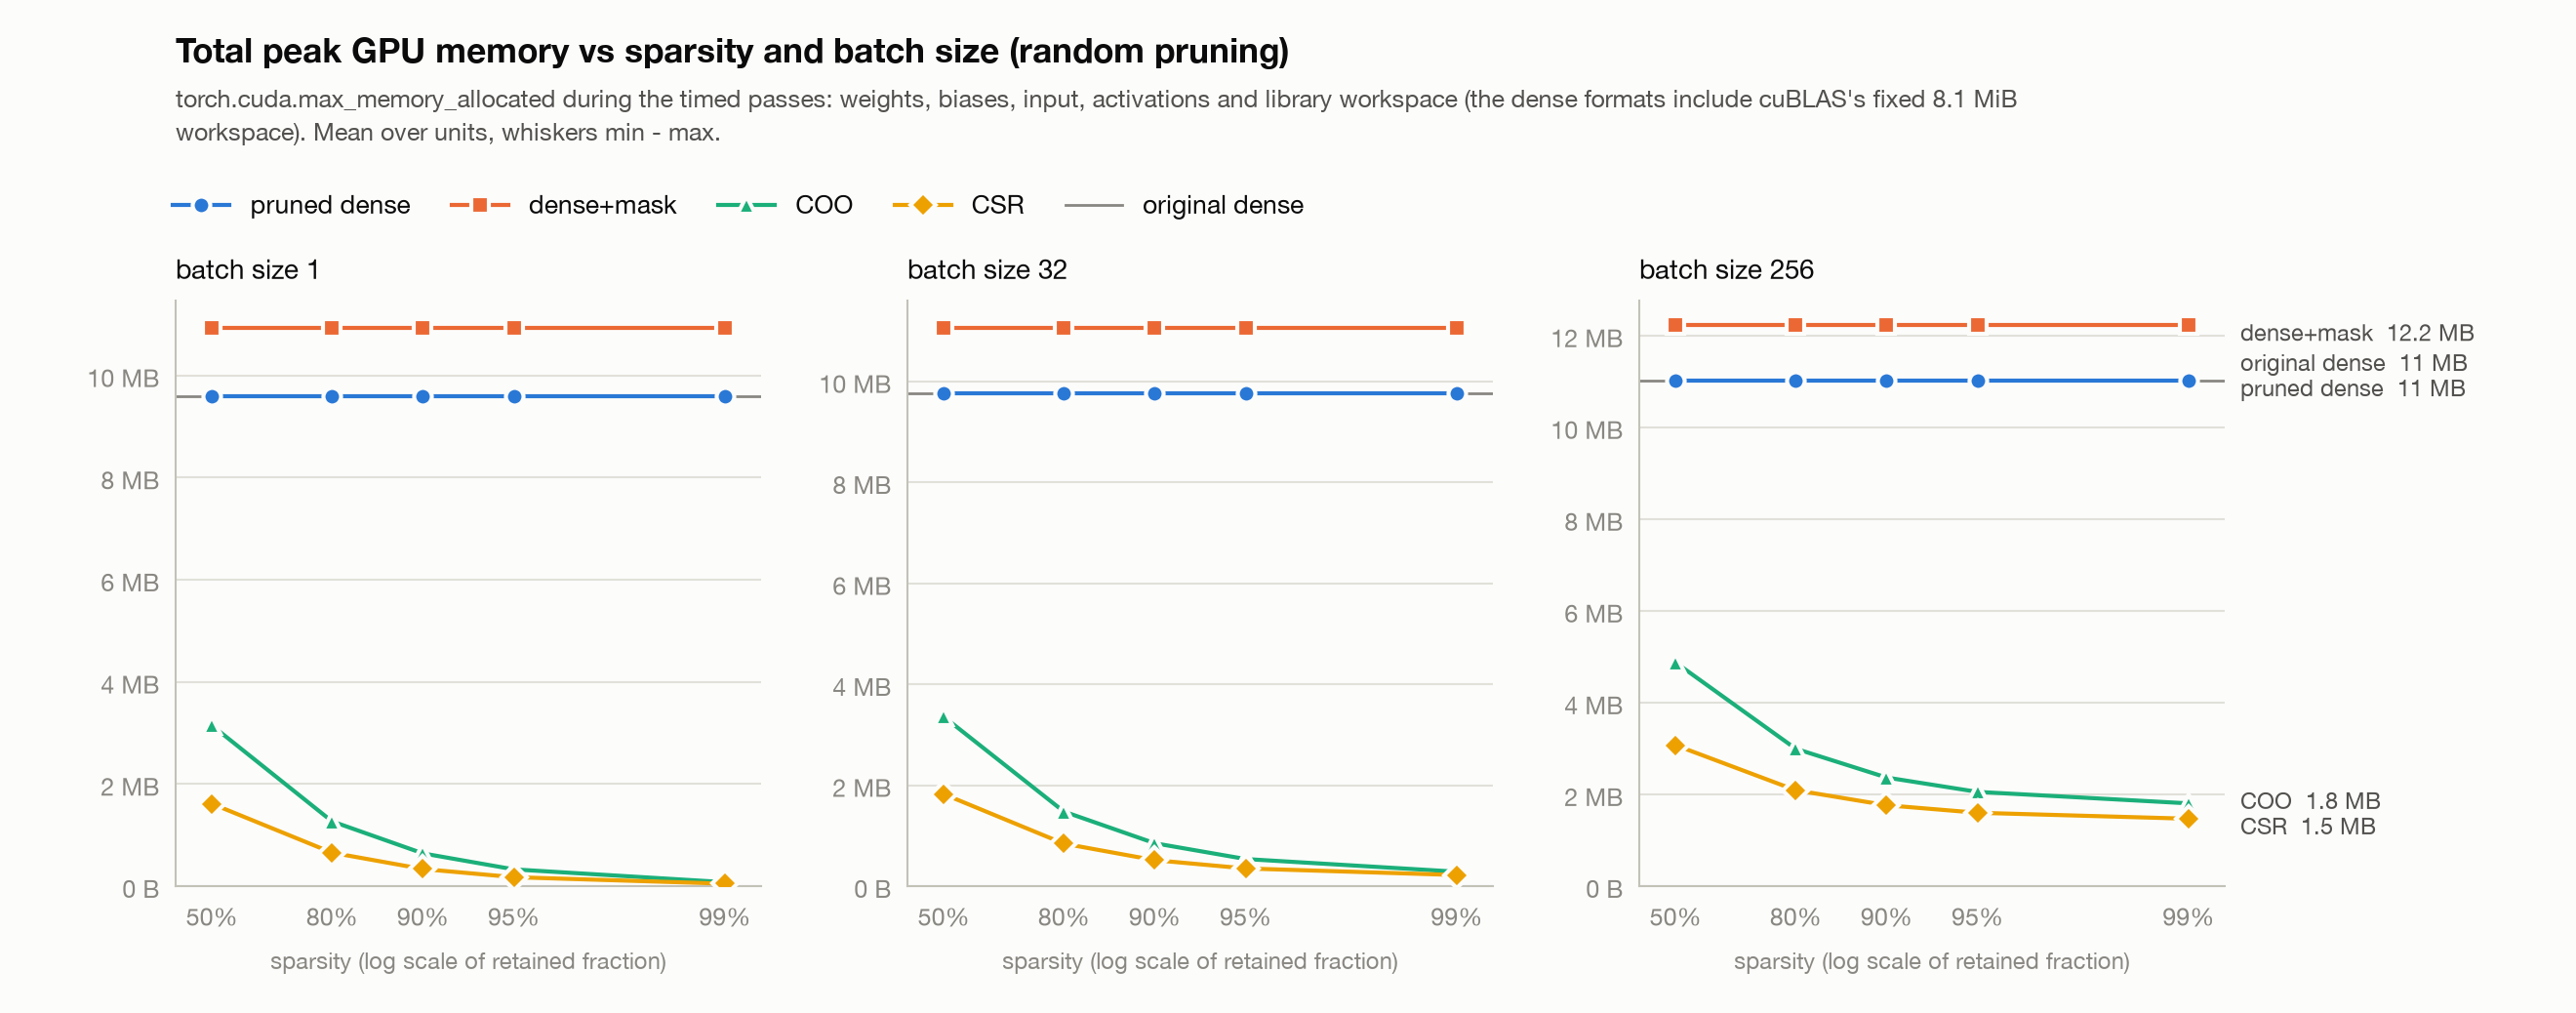 Total peak GPU memory vs sparsity and batch size (random pruning)
torch.cuda.max_memory_allocated during the timed passes: weights, biases, input, activations and library workspace (the dense formats include cuBLAS's fixed 8.1 MiB
workspace). Mean over units, whiskers min - max.
pruned dense dense+mask COO CSR original dense
batch size 1
10 MB
8 MB
6 MB
4 MB
2 MB
0 B
50% 80% 90% 95% 99%
sparsity (log scale of retained fraction)
batch size 32
10 MB
8 MB
6 MB
4 MB
2 MB
0 B
50% 80% 90% 95% 99%
sparsity (log scale of retained fraction)
batch size 256
12 MB
10 MB
8 MB
6 MB
4 MB
2 MB
0 B
50% 80% 90% 95% 99%
sparsity (log scale of retained fraction)
dense+mask 12.2 MB
original dense 11 MB
pruned dense 11 MB
COO 1.8 MB
CSR 1.5 MB